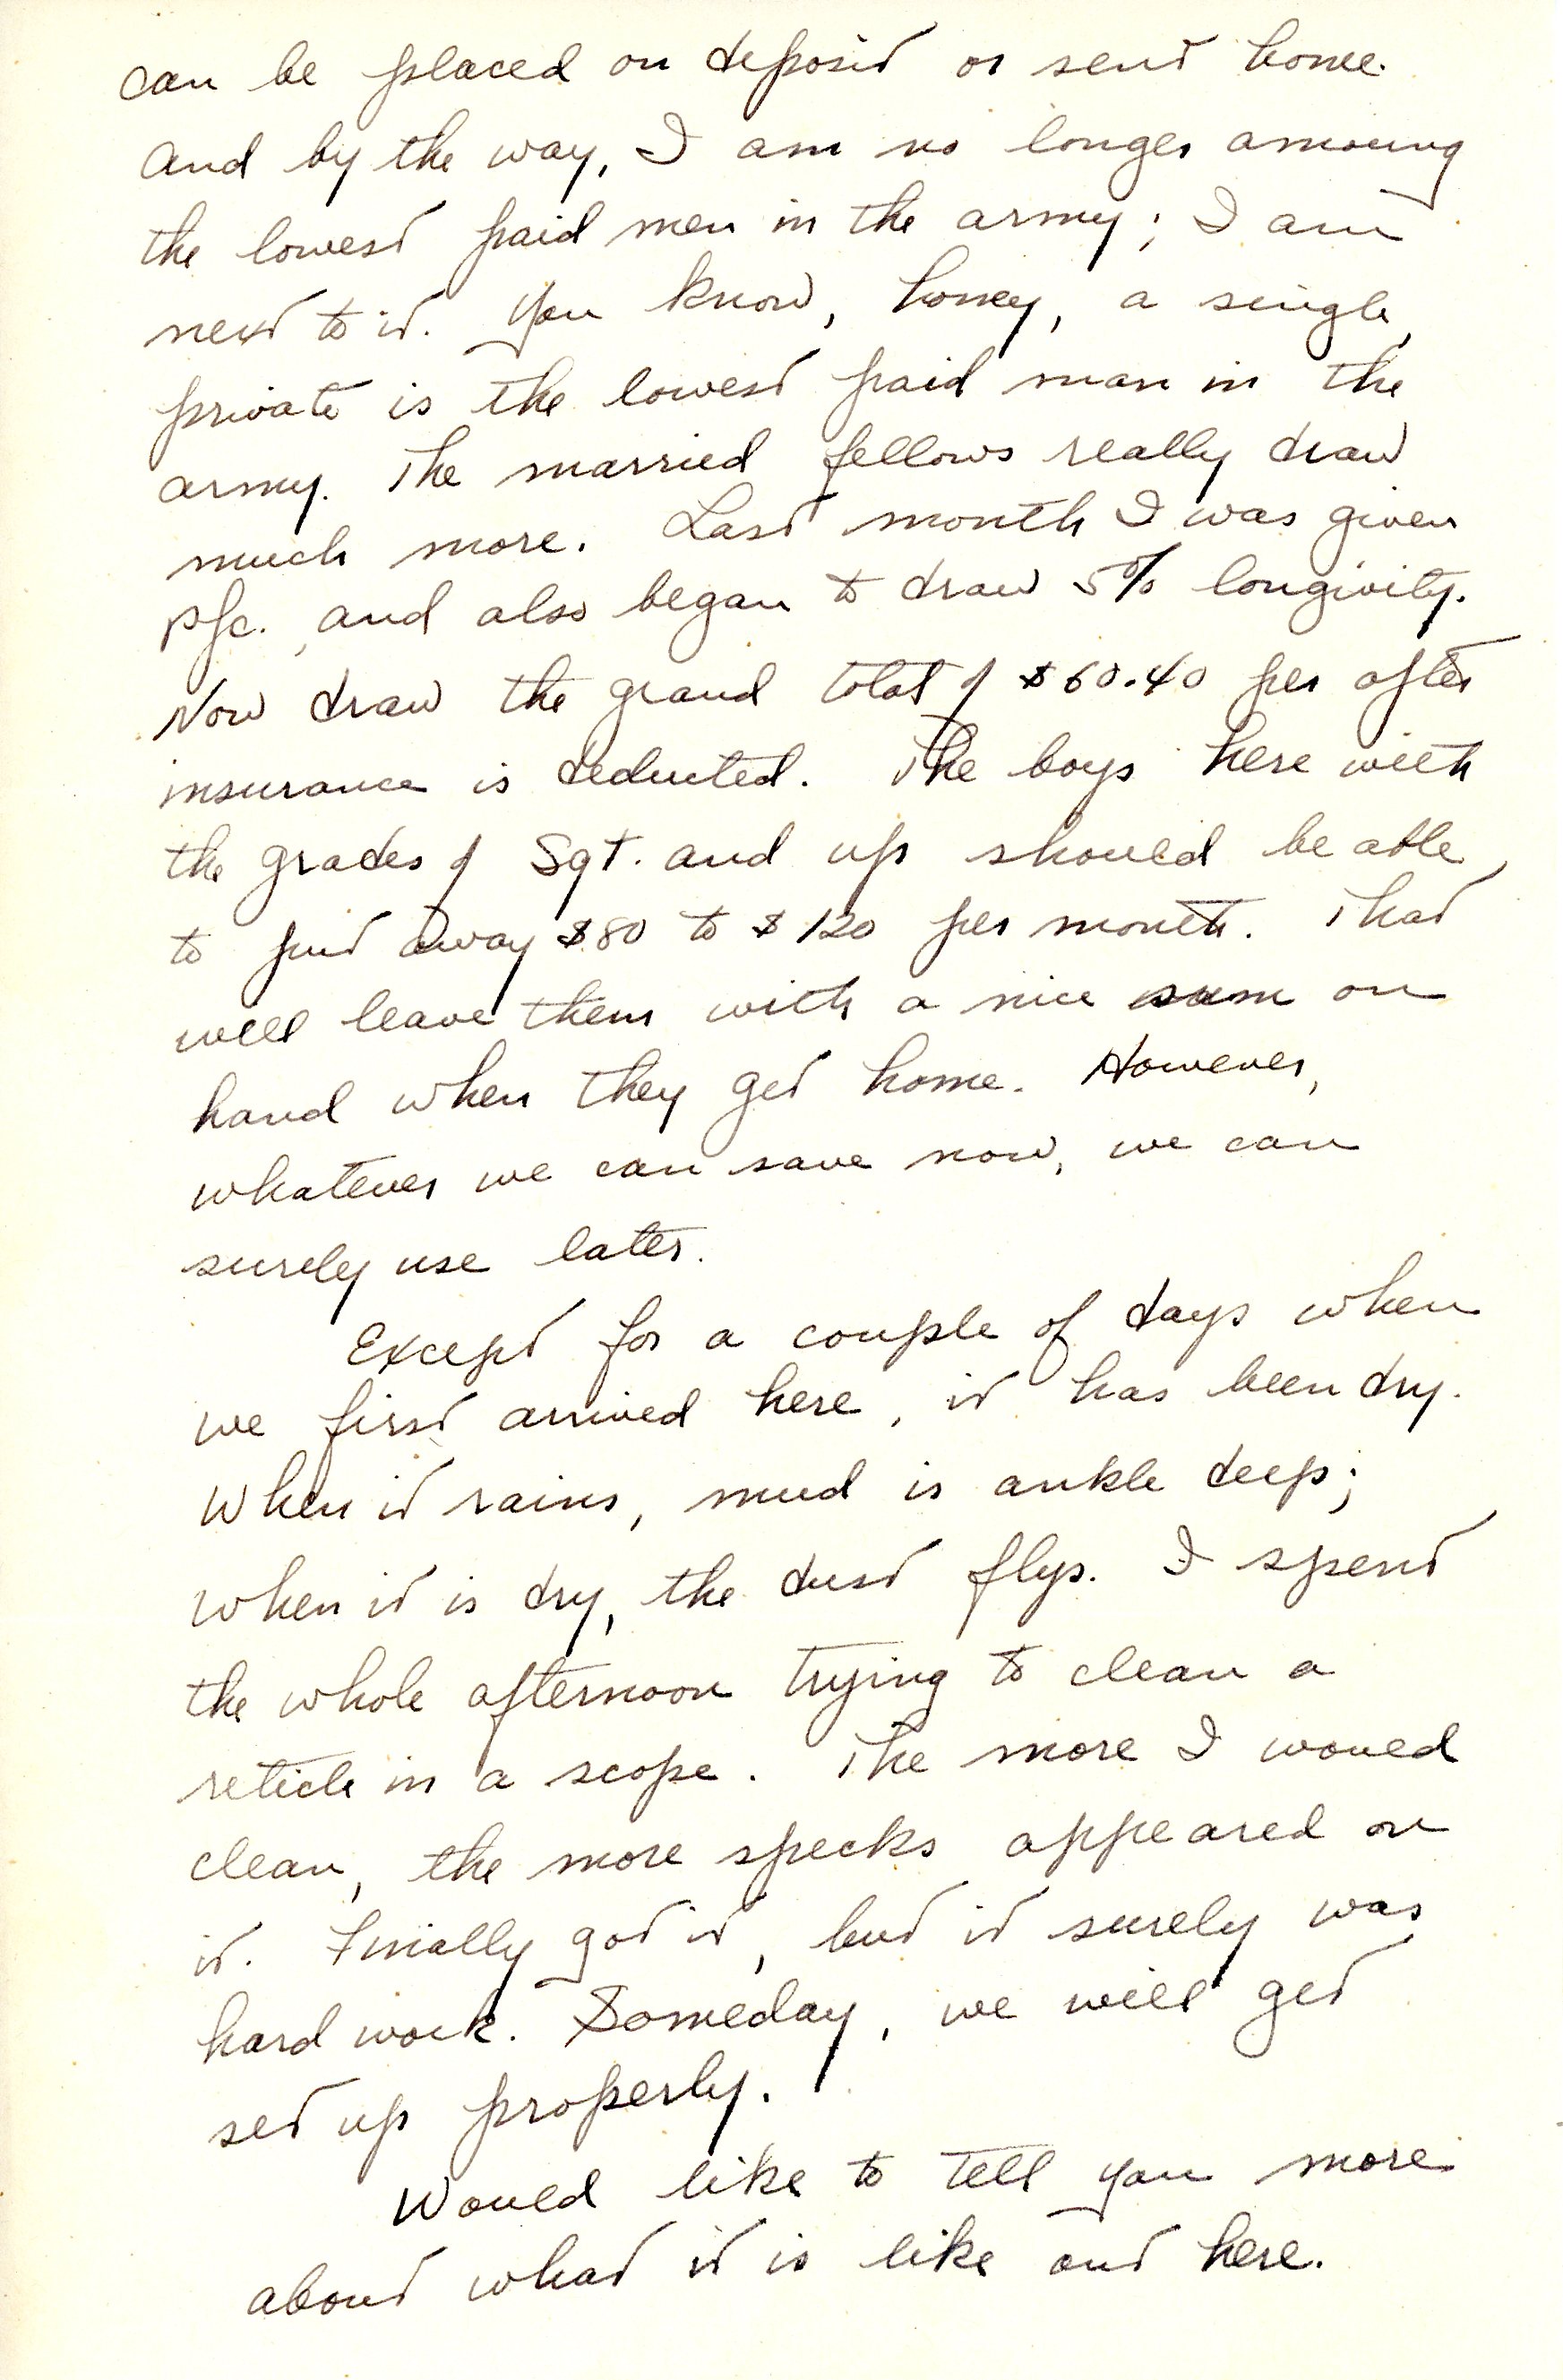 can be placed on deposit or sent home.
And by the way, I am no longer amoung
the lowest paid men in the army; I am
next to it. You know, honey, a single,
private is the lowest paid man in the
army. The married fellows really draw
much more. Last month I was given
pfc. and also began to draw 5% longivity.
Now draw the grand total of $60.40 per after
insurance is deducted. The boys here with
the grades of Sgt. and up should be able
to put away $80 to $120 per month. That
will leave them with a nice sum on
hand when they get home. However,
whatever we can save now, we can
surely use later.
Except for a couple of days when
we first arrived here, it has been dry.
When it rains, mud is ankle deep;
when it is dry, the dust flys. I spent
the whole afternoon trying to clean a
reticle in a scope. The more I would
clean, the more specks appeared on
it. Finally got it, but it surely was
hard work. Someday, we will get
set up properly.
Would like to tell you more
about what it is like out here.